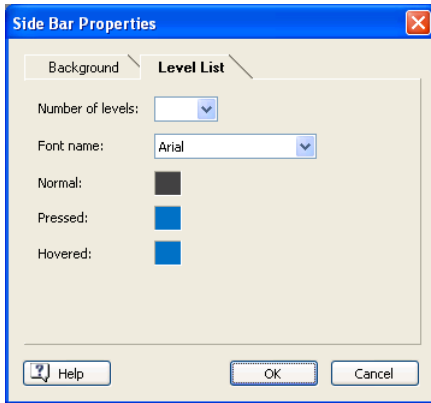 Side Bar Properties
Background Level List
Number of levels:
Font name: Arial
Normal:
Pressed:
Hovered:
Help OK Cancel